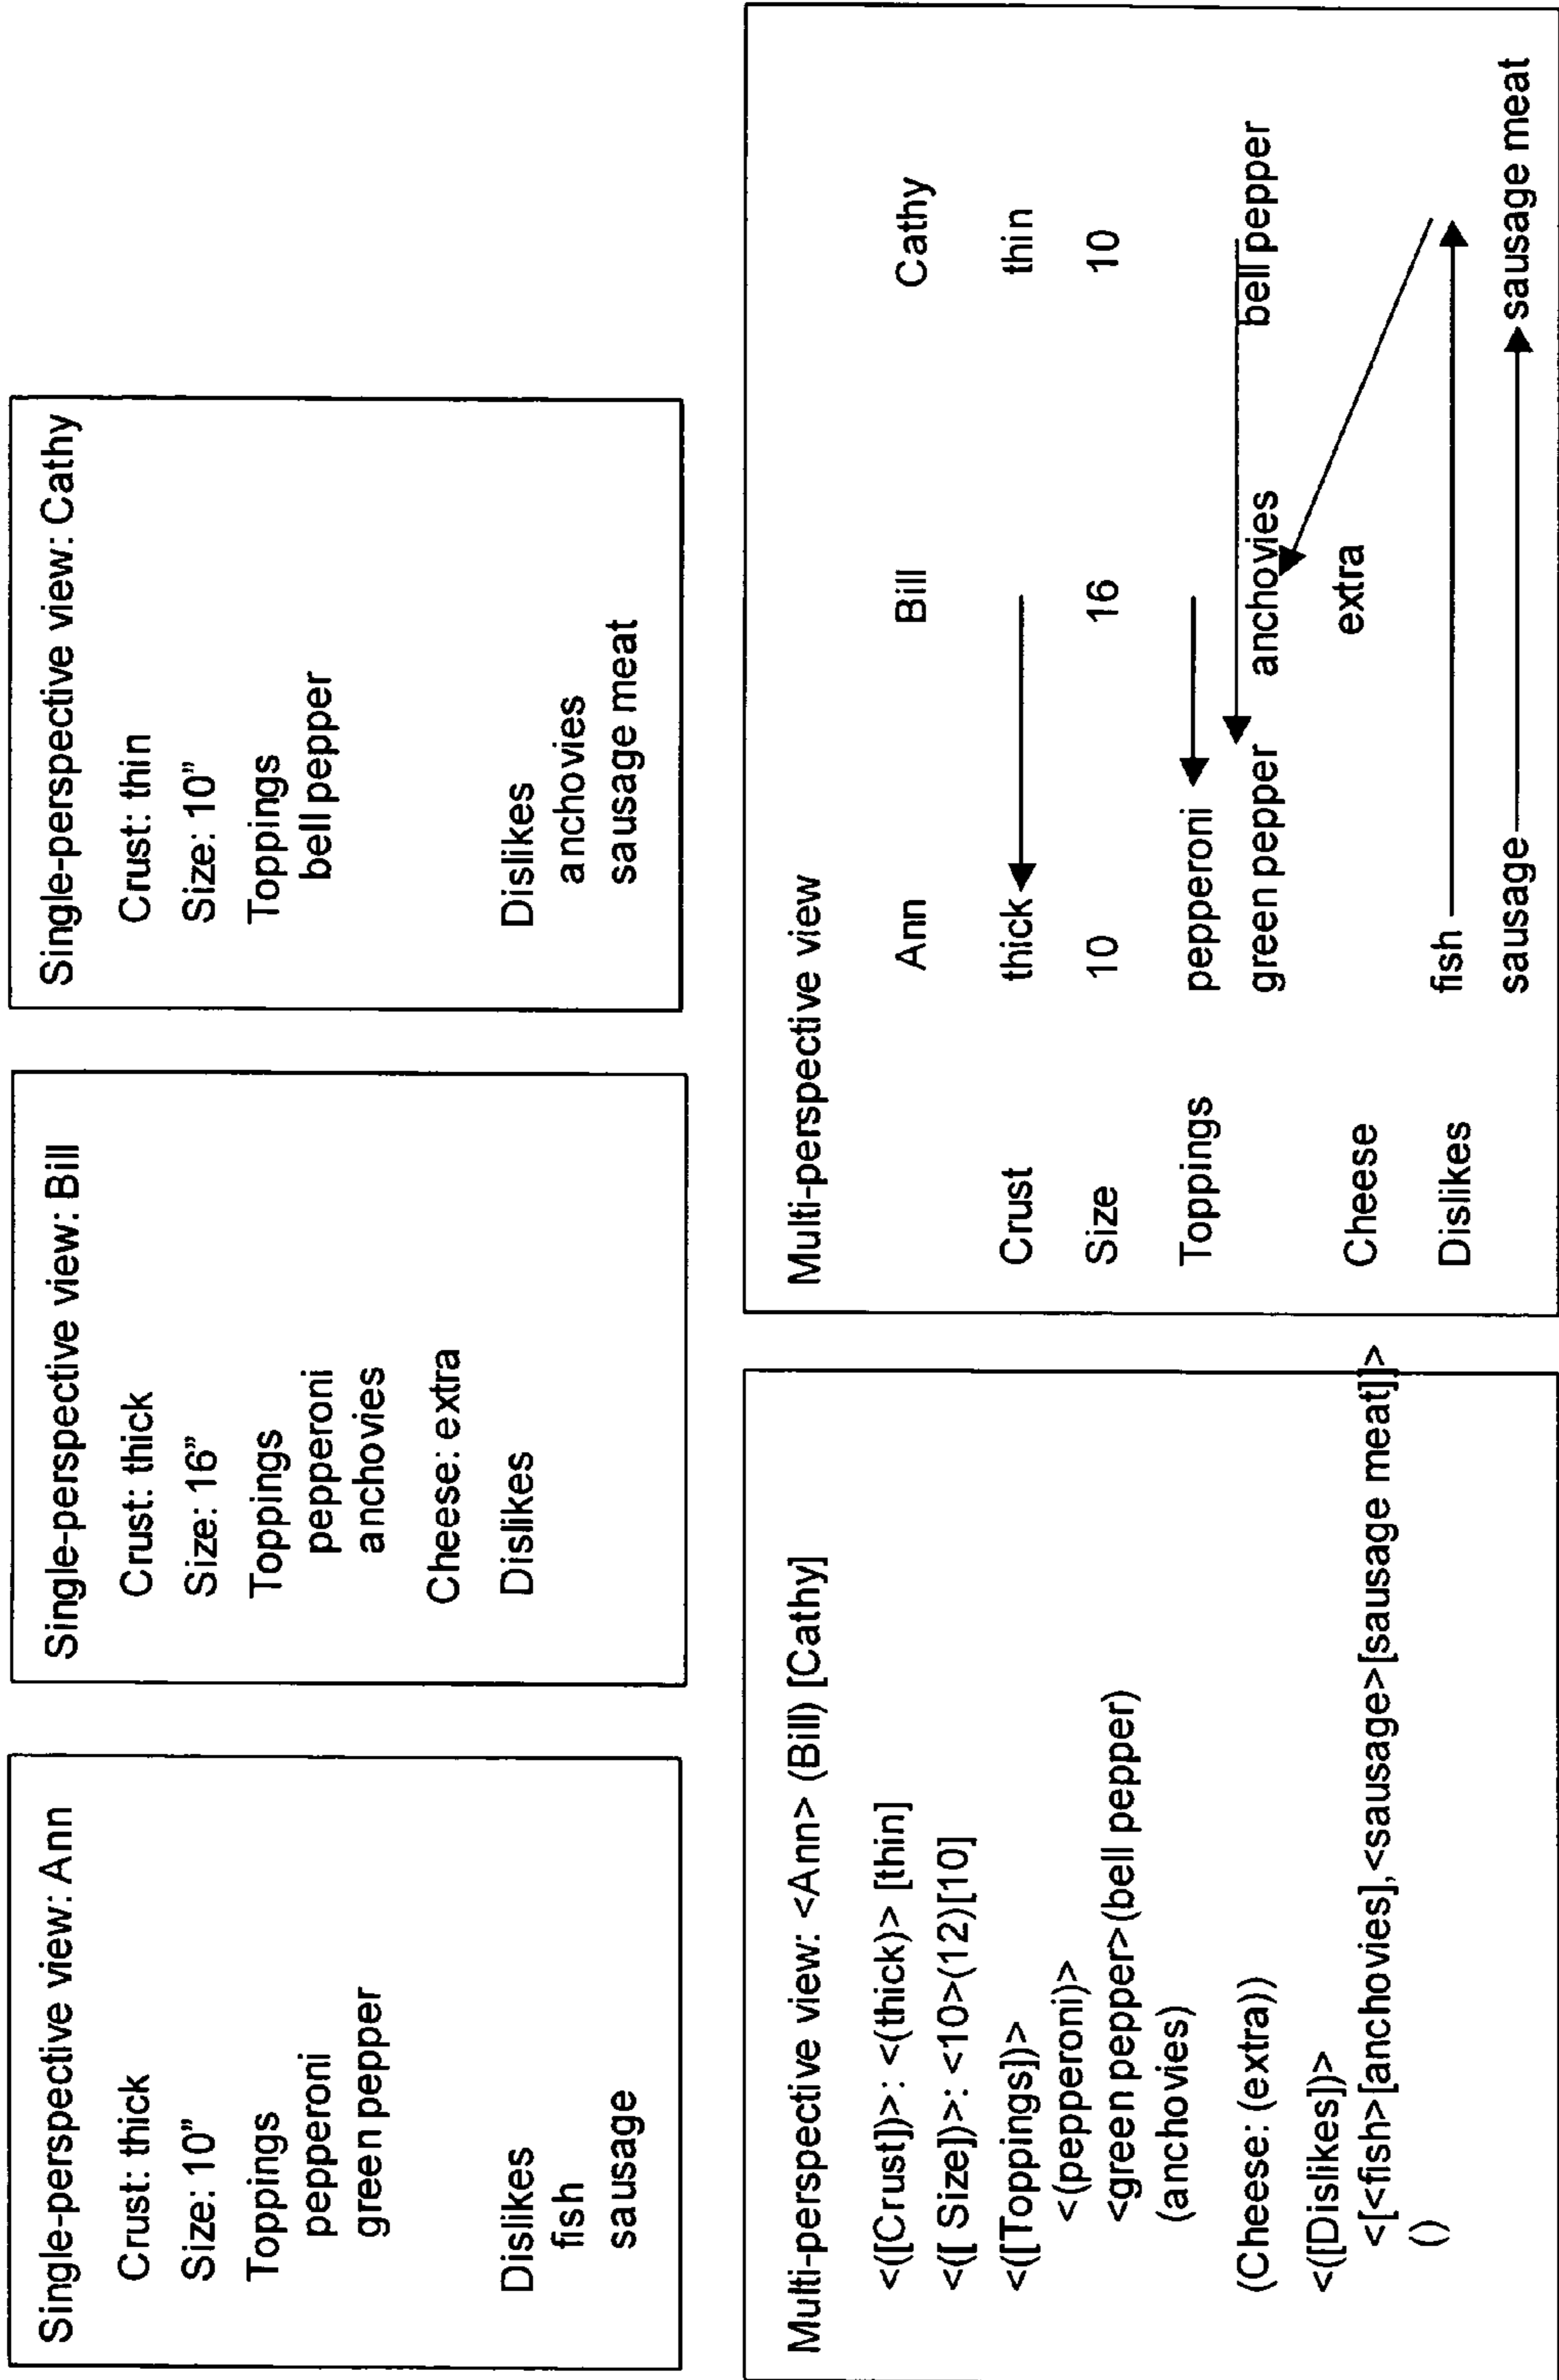 Single-perspective view: Ann
Crust: thick
Size: 10”
Toppings
pepperoni
green pepper
Dislikes
fish
sausage
Single-perspective view: Bill
Crust: thick
Size: 16”
Toppings
pepperoni
anchovies
Cheese: extra
Dislikes
Single-perspective view: Cathy
Crust: thin
Size: 10”
Toppings
bell pepper
Dislikes
anchovies
sausage meat
Multi-perspective view: <Ann> (Bill) [Cathy]
<([Crust])>: <(thick)> [thin]
<([ Size])>: <10>(12)[10]
<([Toppings])>
<(pepperoni)>
<green pepper>(bell pepper)
(anchovies)
(Cheese: (extra))
<([Dislikes])>
<[<fish>[anchovies],<sausage>[sausage meat]]>
()
Multi-perspective view
Ann Bill Cathy
Crust thick thin
Size 10 16 10
Toppings pepperoni
green pepper anchovies bell pepper
Cheese extra
Dislikes fish
sausage sausage meat